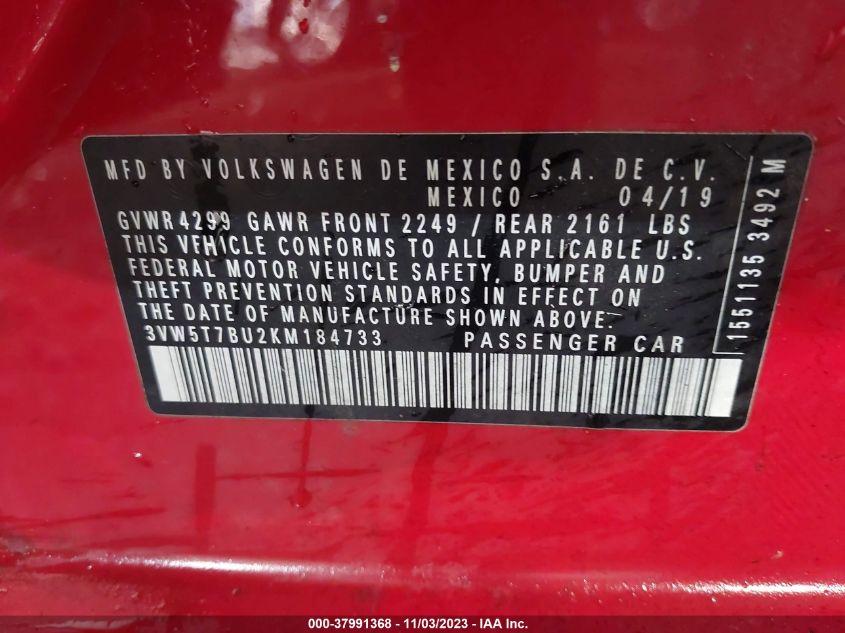 MFD BY VOLKSWAGEN DE MEXICO S.A. DE C.V.
MEXICO 04/19
GVWR 4299 GAWR FRONT 2249 / REAR 2161 LBS
THIS VEHICLE CONFORMS TO ALL APPLICABLE U.S.
FEDERAL MOTOR VEHICLE SAFETY, BUMPER AND
THEFT PREVENTION STANDARDS IN EFFECT ON
THE DATE OF MANUFACTURE SHOWN ABOVE.
3VW5T7BU2KM184733 PASSENGER CAR
1551135 3492 M
000-37991368 - 11/03/2023 - IAA Inc.